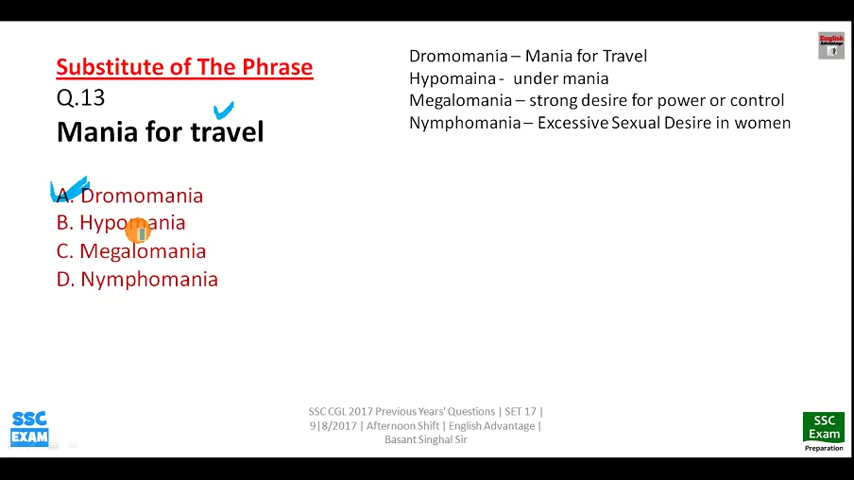 Substitute of The Phrase
Q.13
Mania for travel
A. Dromomania
B. Hypomania
C. Megalomania
D. Nymphomania
Dromomania – Mania for Travel
Hypomaina - under mania
Megalomania – strong desire for power or control
Nymphomania – Excessive Sexual Desire in women
English
Advantage
SSC
EXAM
SSC CGL 2017 Previous Years' Questions | SET 17 |
9|8/2017 | Afternoon Shift | English Advantage |
Basant Singhal Sir
SSC
Exam
Preparation